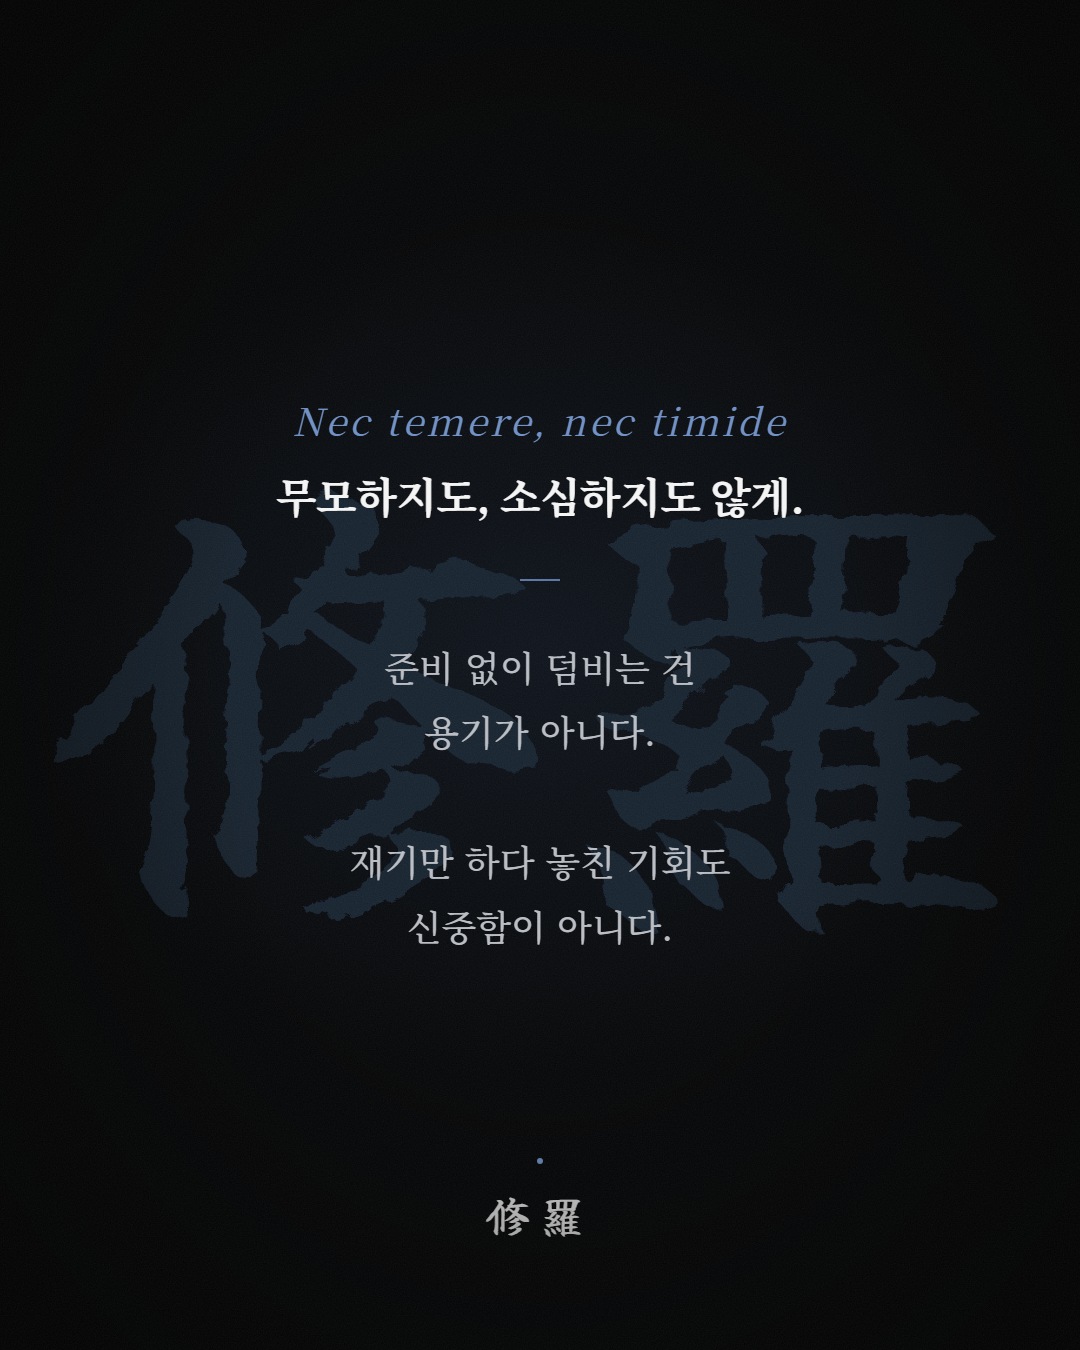 Nec temere, nec timide
무모하지도, 소심하지도 않게.
修羅
준비 없이 덤비는 건
용기가 아니다.
재기만 하다 놓친 기회도
신중함이 아니다.
修羅